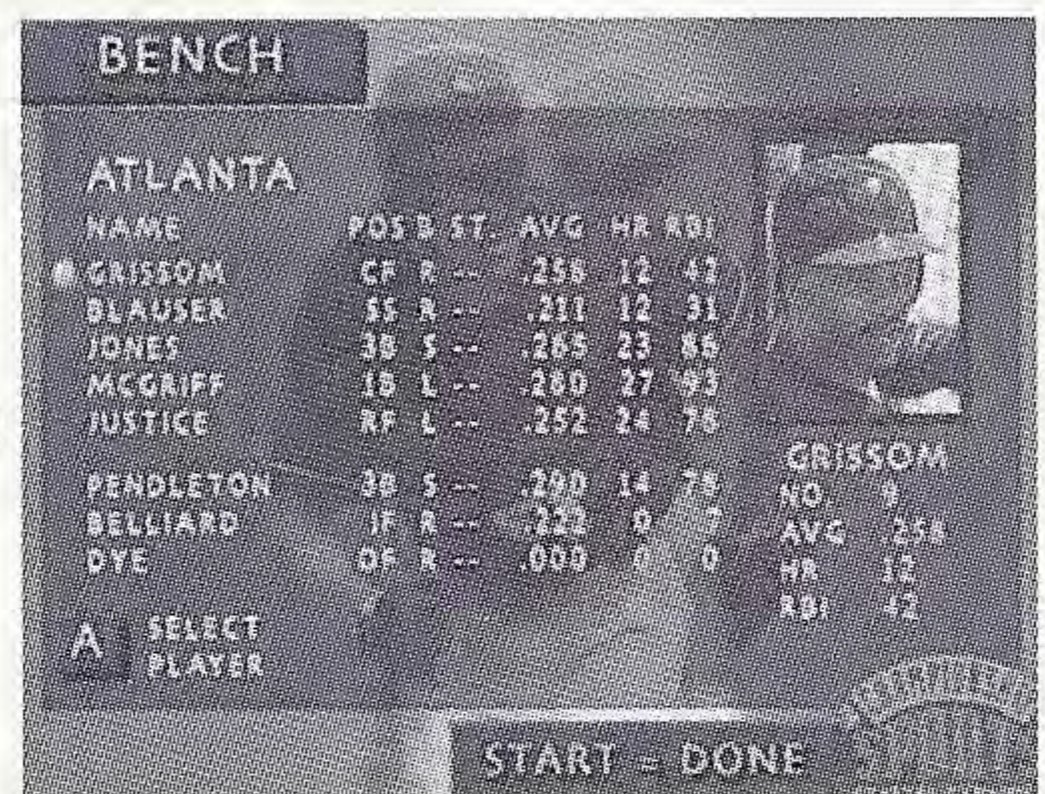 BENCH
ATLANTA
NAME POS B ST. AVG HR RBI
GRISSOM CF R -- .258 12 42
BLAUSER SS R -- .211 12 31
JONES 3B S -- .265 23 86
MCGRIFF 1B L -- .280 27 93
JUSTICE RF L -- .252 24 78
PENDLETON 3B S -- .290 14 78
BELLIARD IF R -- .222 0 7
DYE OF R -- .000 0 0
A SELECT
PLAYER
GRISSOM
NO. 9
AVG .258
HR 12
RBI 42
START = DONE